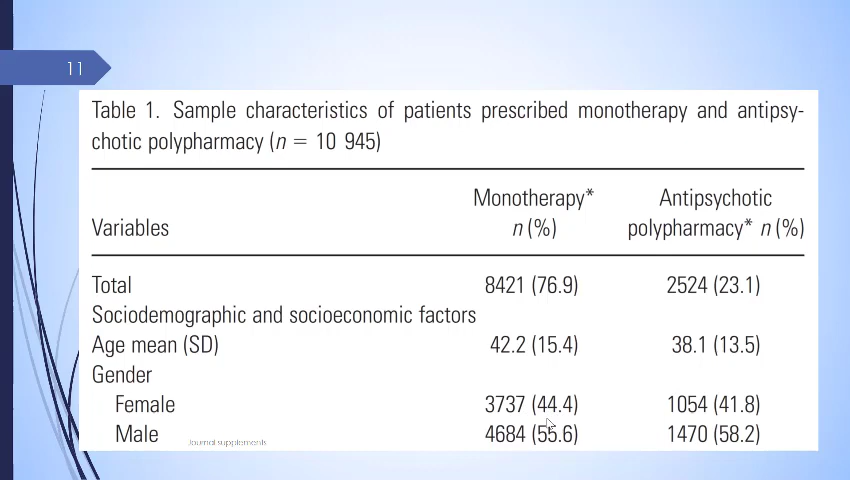 11
Table 1. Sample characteristics of patients prescribed monotherapy and antipsy-
chotic polypharmacy (n = 10 945)
Monotherapy* Antipsychotic
Variables n (%) polypharmacy* n (%)
Total 8421 (76.9) 2524 (23.1)
Sociodemographic and socioeconomic factors
Age mean (SD) 42.2 (15.4) 38.1 (13.5)
Gender
Female 3737 (44.4) 1054 (41.8)
Male 4684 (55.6) 1470 (58.2)
Journal supplements